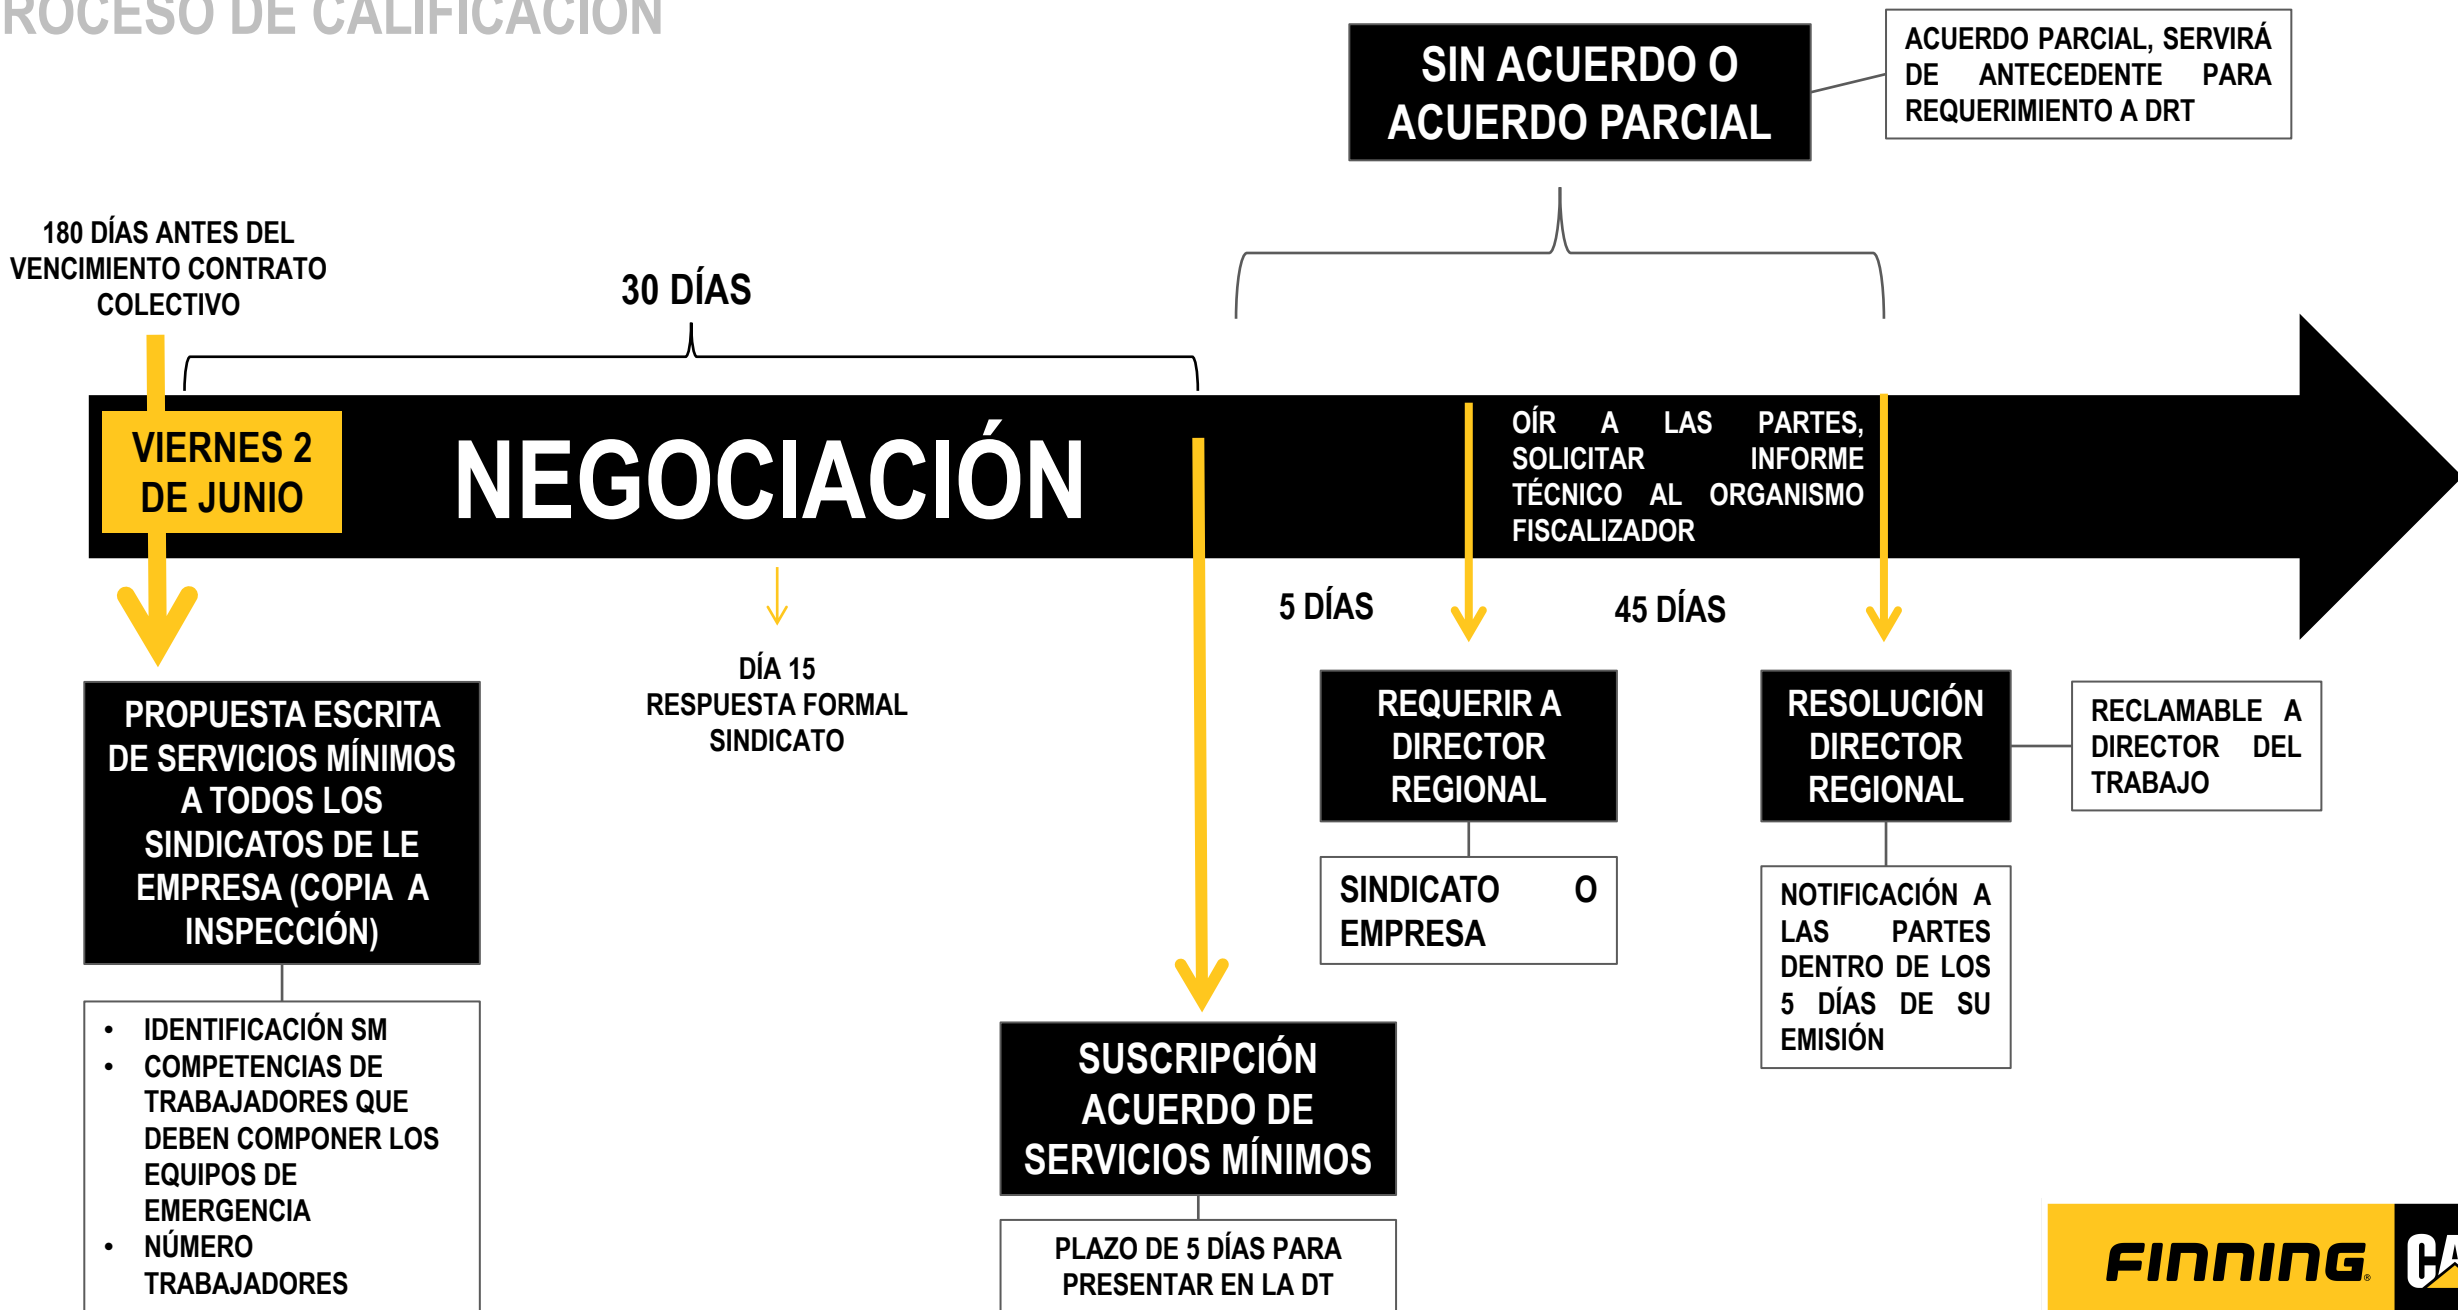 ROCESO DE CALIFICACIÓN
SIN ACUERDO O
ACUERDO PARCIAL
ACUERDO PARCIAL, SERVIRÁ
DE ANTECEDENTE PARA
REQUERIMIENTO A DRT
180 DÍAS ANTES DEL
VENCIMIENTO CONTRATO
COLECTIVO
30 DÍAS
VIERNES 2
DE JUNIO
NEGOCIACIÓN
OÍR A LAS PARTES,
SOLICITAR INFORME
TÉCNICO AL ORGANISMO
FISCALIZADOR
5 DÍAS
45 DÍAS
DÍA 15
RESPUESTA FORMAL
SINDICATO
PROPUESTA ESCRITA
DE SERVICIOS MÍNIMOS
A TODOS LOS
SINDICATOS DE LE
EMPRESA (COPIA A
INSPECCIÓN)
• IDENTIFICACIÓN SM
• COMPETENCIAS DE
TRABAJADORES QUE
DEBEN COMPONER LOS
EQUIPOS DE
EMERGENCIA
• NÚMERO
TRABAJADORES
SUSCRIPCIÓN
ACUERDO DE
SERVICIOS MÍNIMOS
PLAZO DE 5 DÍAS PARA
PRESENTAR EN LA DT
REQUERIR A
DIRECTOR
REGIONAL
SINDICATO O
EMPRESA
RESOLUCIÓN
DIRECTOR
REGIONAL
RECLAMABLE A
DIRECTOR DEL
TRABAJO
NOTIFICACIÓN A
LAS PARTES
DENTRO DE LOS
5 DÍAS DE SU
EMISIÓN
FINNING®
CA